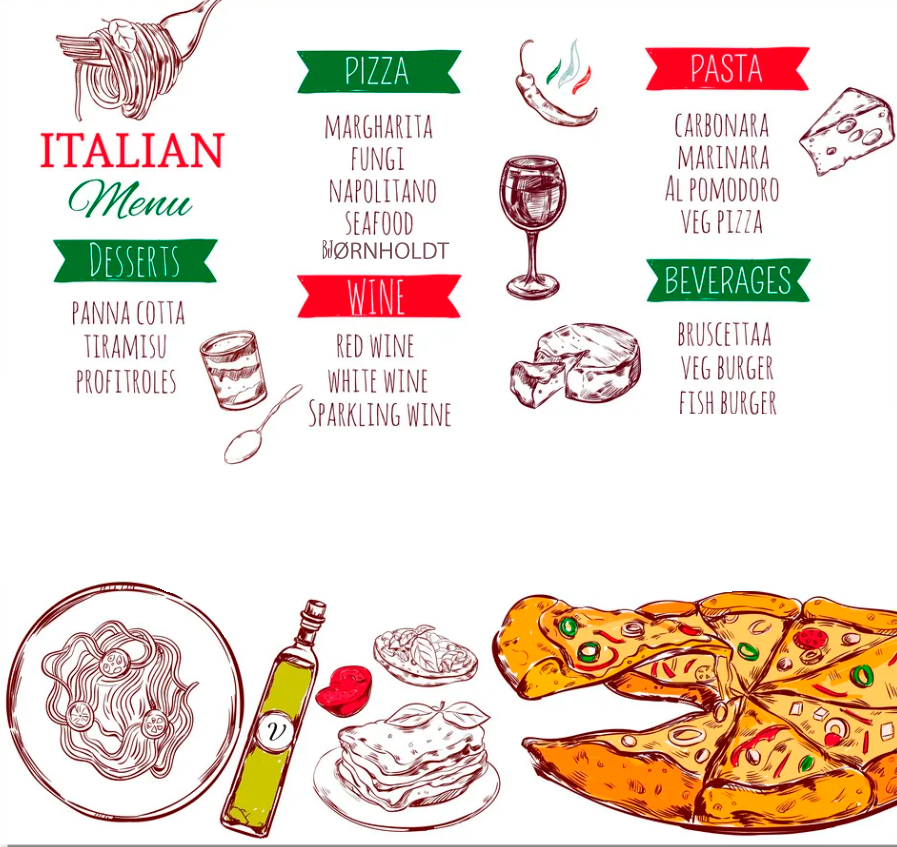 ITALIAN
Menu
DESSERTS
PANNA COTTA
TIRAMISU
PROFITROLES
PIZZA
MARGHARITA
FUNGI
NAPOLITANO
SEAFOOD
BJØRNHOLDT
WINE
RED WINE
WHITE WINE
SPARKLING WINE
PASTA
CARBONARA
MARINARA
AL POMODORO
VEG PIZZA
BEVERAGES
BRUSCETTAA
VEG BURGER
FISH BURGER
V